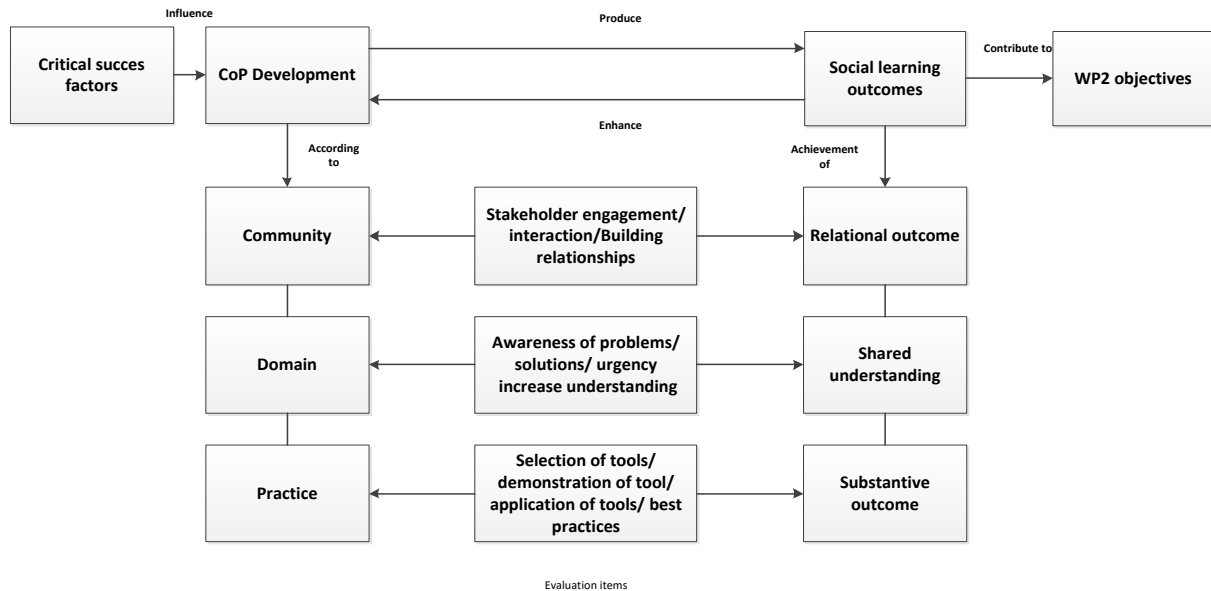 Influence
Produce
Critical succes
factors
CoP Development
Social learning
outcomes
Contribute to
WP2 objectives
Enhance
According
to
Achievement
of
Community
Stakeholder engagement/
interaction/Building
relationships
Relational outcome
Domain
Awareness of problems/
solutions/ urgency
increase understanding
Shared
understanding
Practice
Selection of tools/
demonstration of tool/
application of tools/ best
practices
Substantive
outcome
Evaluation items